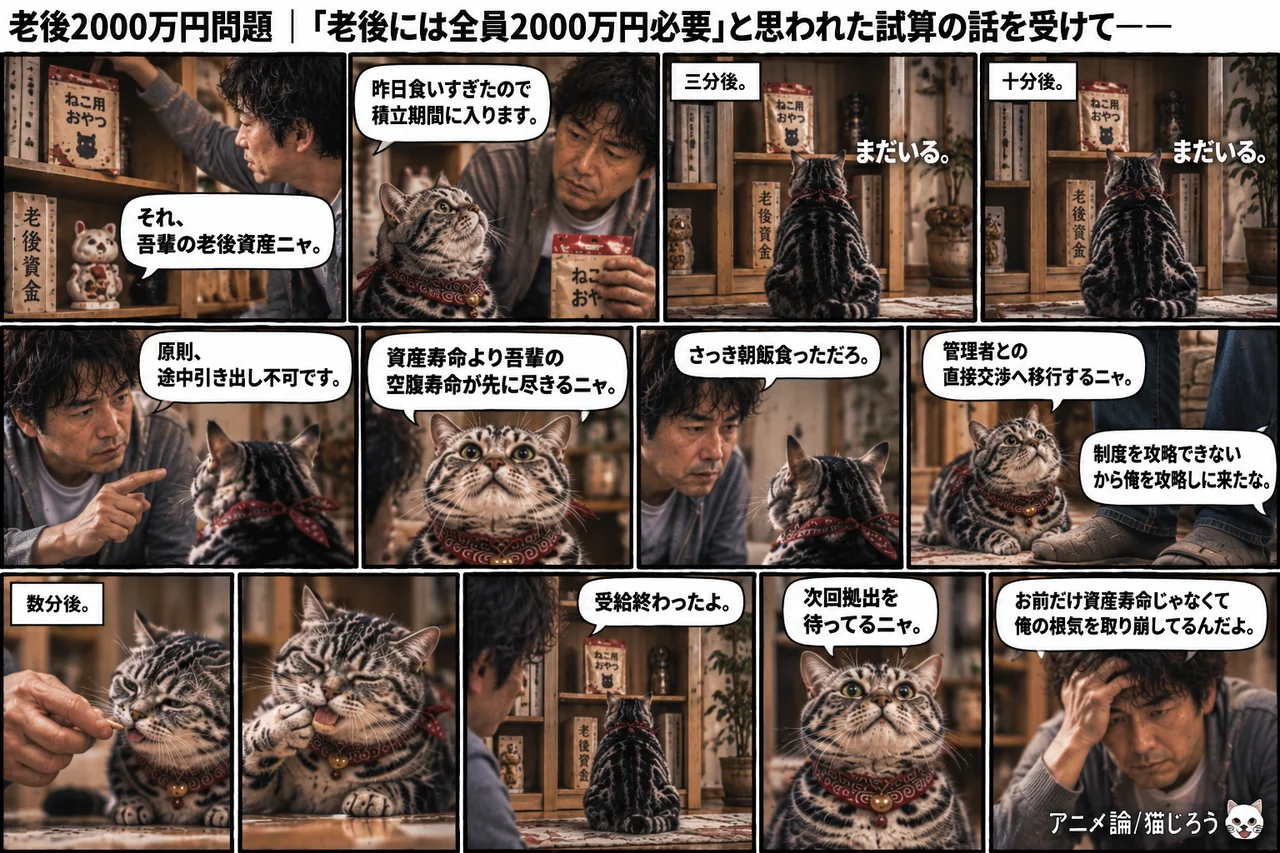 老後2000万円問題｜「老後には全員2000万円必要」と思われた試算の話を受けて――
ねこ用
おやつ
老後資金
それ、
吾輩の老後資産ニャ。
昨日食いすぎたので
積立期間に入ります。
ねこ
おや
三分後。
ねこ用
おやつ
まだいる。
老後資金
十分後。
ねこ用
おやつ
まだいる。
老後資金
原則、
途中引き出し不可です。
資産寿命より吾輩の
空腹寿命が先に尽きるニャ。
さっき朝飯食っただろ。
管理者との
直接交渉へ移行するニャ。
制度を攻略できない
から俺を攻略しに来たな。
数分後。
受給終わったよ。
ねこ用
おやつ
老後資金
次回拠出を
待ってるニャ。
お前だけ資産寿命じゃなくて
俺の根気を取り崩してるんだよ。
アニメ論/猫じろう